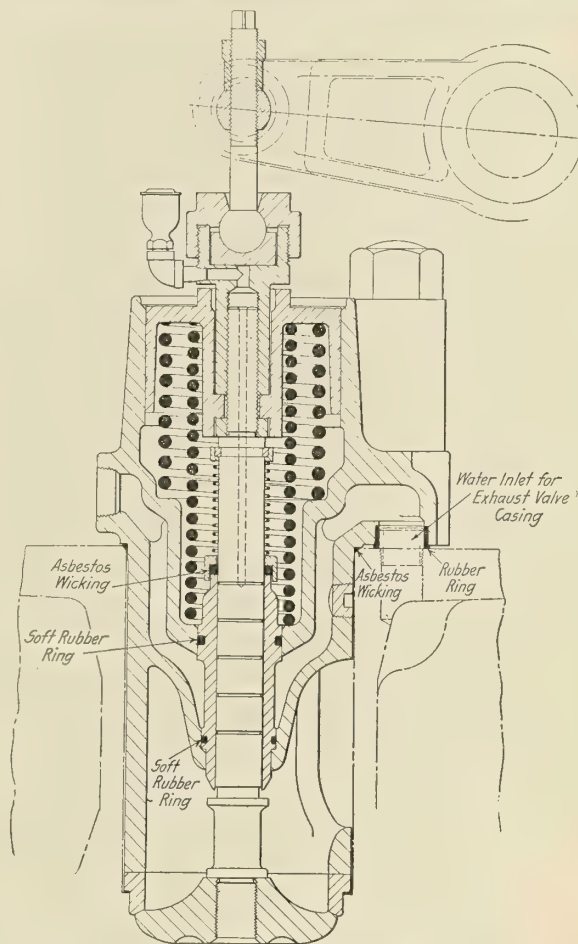 Water Inlet for
Exhaust Valve
Casing
Asbestos
Wicking
Asbestos
Wicking
Rubber
Ring
Soft Rubber
Ring
Soft
Rubber
Ring